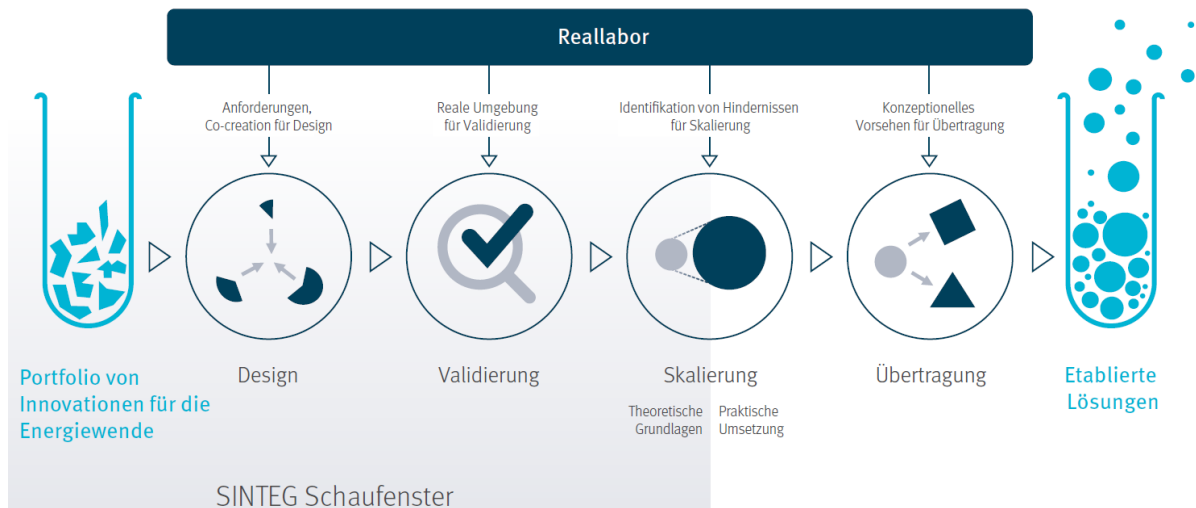 Reallabor
Anforderungen,
Co-creation für Design
Reale Umgebung
für Validierung
Identifikation von Hindernissen
für Skalierung
Konzeptionelles
Vorsehen für Übertragung
Portfolio von
Innovationen für die
Energiewende
Design
Validierung
Skalierung
Theoretische
Grundlagen
Praktische
Umsetzung
Übertragung
Etablierte
Lösungen
SINTEG Schaufenster